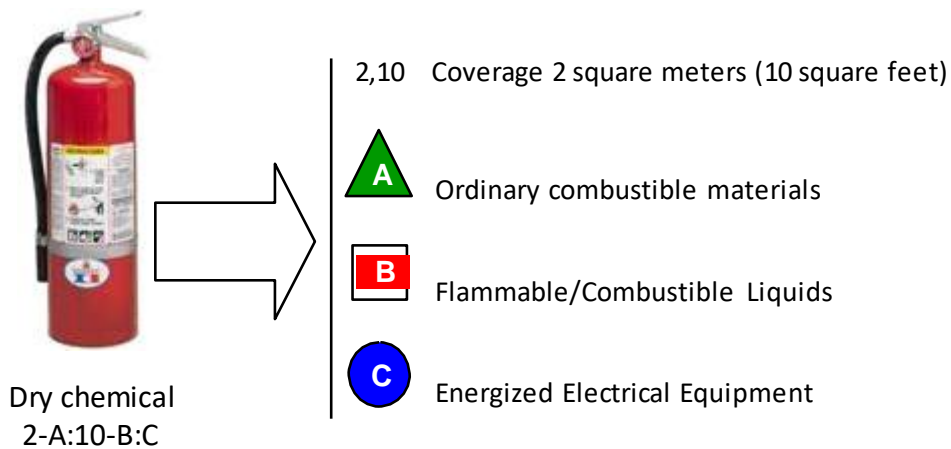 2,10 Coverage 2 square meters (10 square feet)
A
Ordinary combustible materials
B
Flammable/Combustible Liquids
C
Energized Electrical Equipment
Dry chemical
2-A:10-B:C